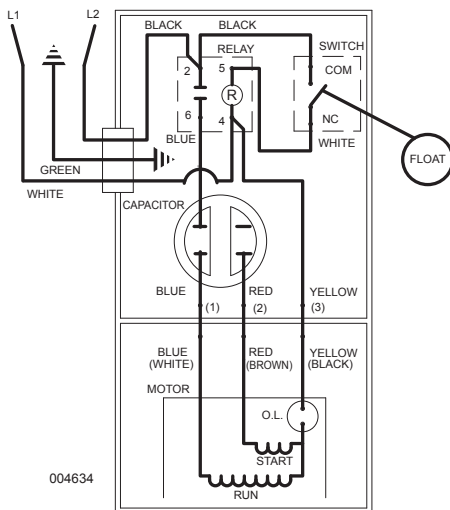 L1
L2
BLACK
BLACK
RELAY
SWITCH
2
5
COM
R
6
4
NC
BLUE
WHITE
FLOAT
GREEN
WHITE
CAPACITOR
BLUE
RED
YELLOW
(1)
(2)
(3)
BLUE
(WHITE)
RED
(BROWN)
YELLOW
(BLACK)
MOTOR
O.L.
START
RUN
004634